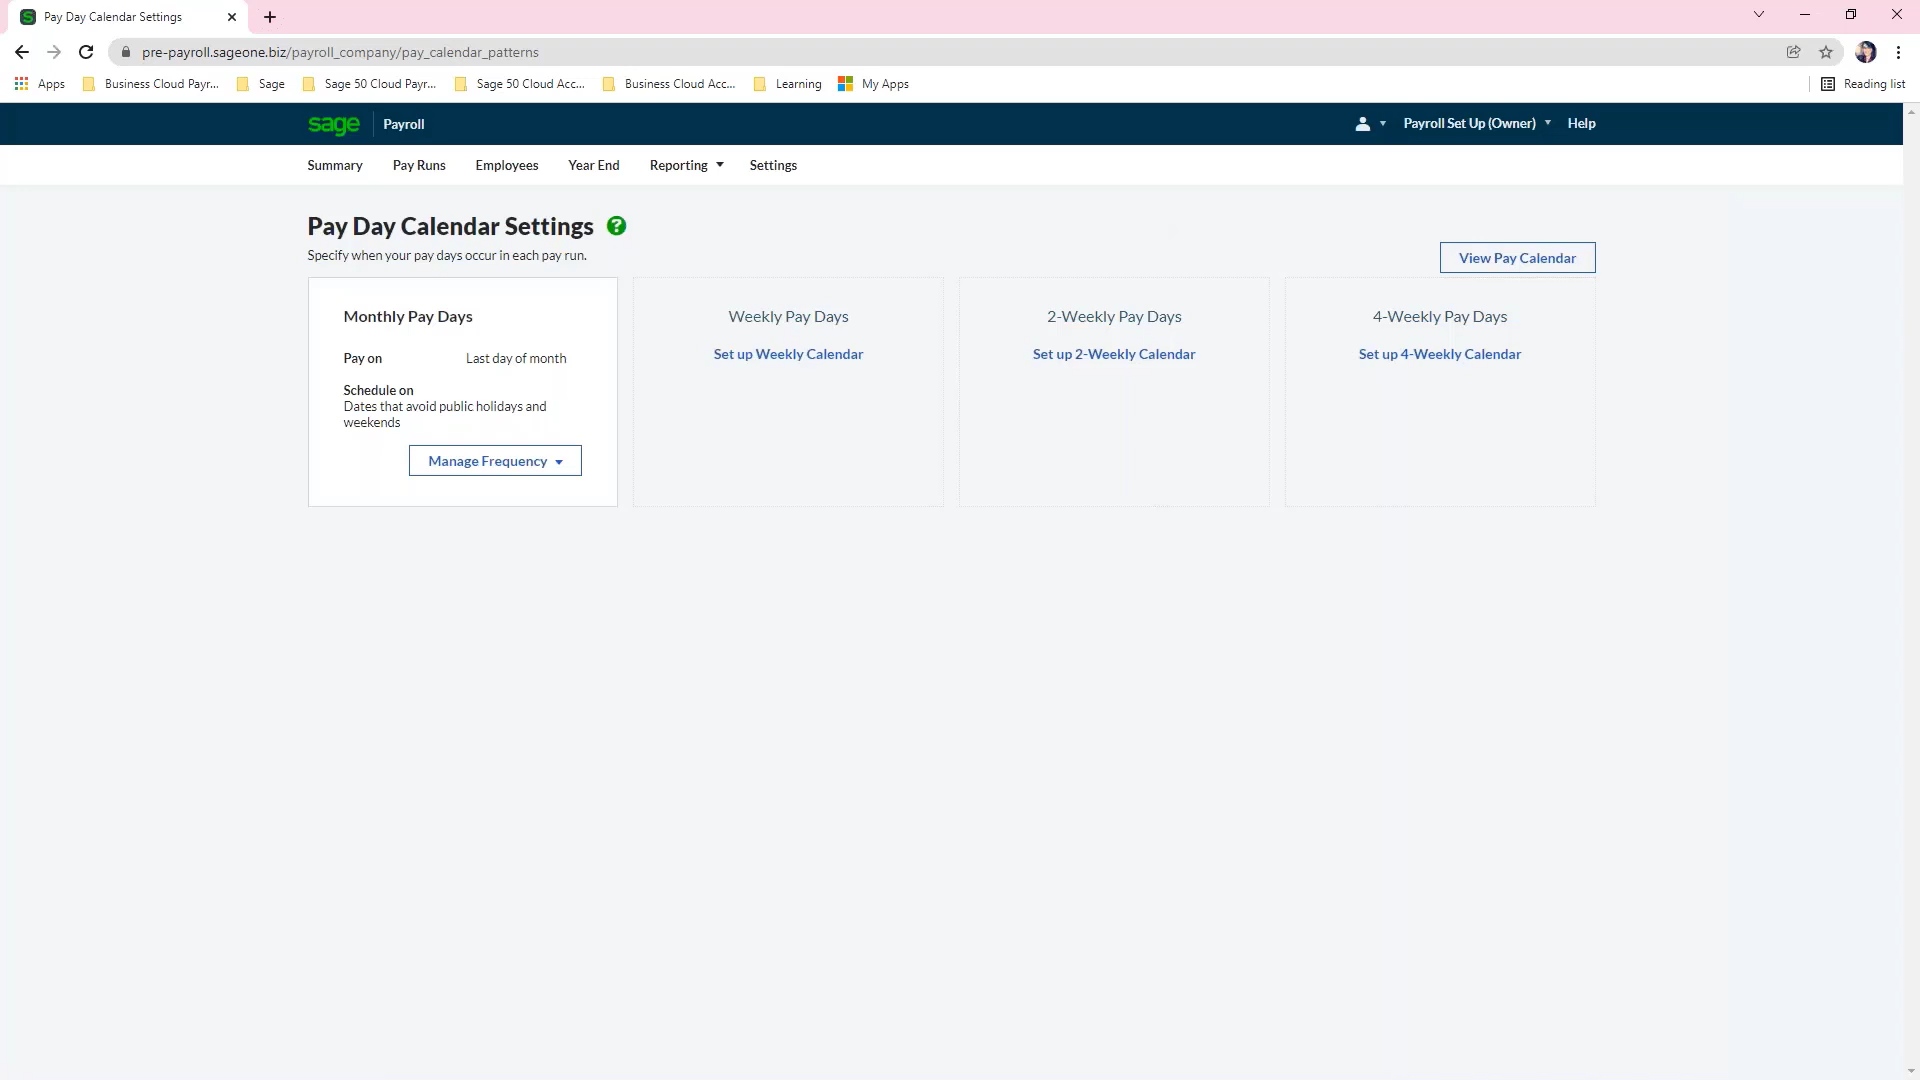 Pay Day Calendar Settings
pre-payroll.sageone.biz/payroll_company/pay_calendar_patterns
Apps Business Cloud Payr... Sage Sage 50 Cloud Payr... Sage 50 Cloud Acc... Business Cloud Acc... Learning My Apps Reading list
sage Payroll Payroll Set Up (Owner) Help
Summary Pay Runs Employees Year End Reporting Settings
Pay Day Calendar Settings ?
Specify when your pay days occur in each pay run.
View Pay Calendar
Monthly Pay Days
Pay on Last day of month
Schedule on
Dates that avoid public holidays and
weekends
Manage Frequency
Weekly Pay Days
Set up Weekly Calendar
2-Weekly Pay Days
Set up 2-Weekly Calendar
4-Weekly Pay Days
Set up 4-Weekly Calendar